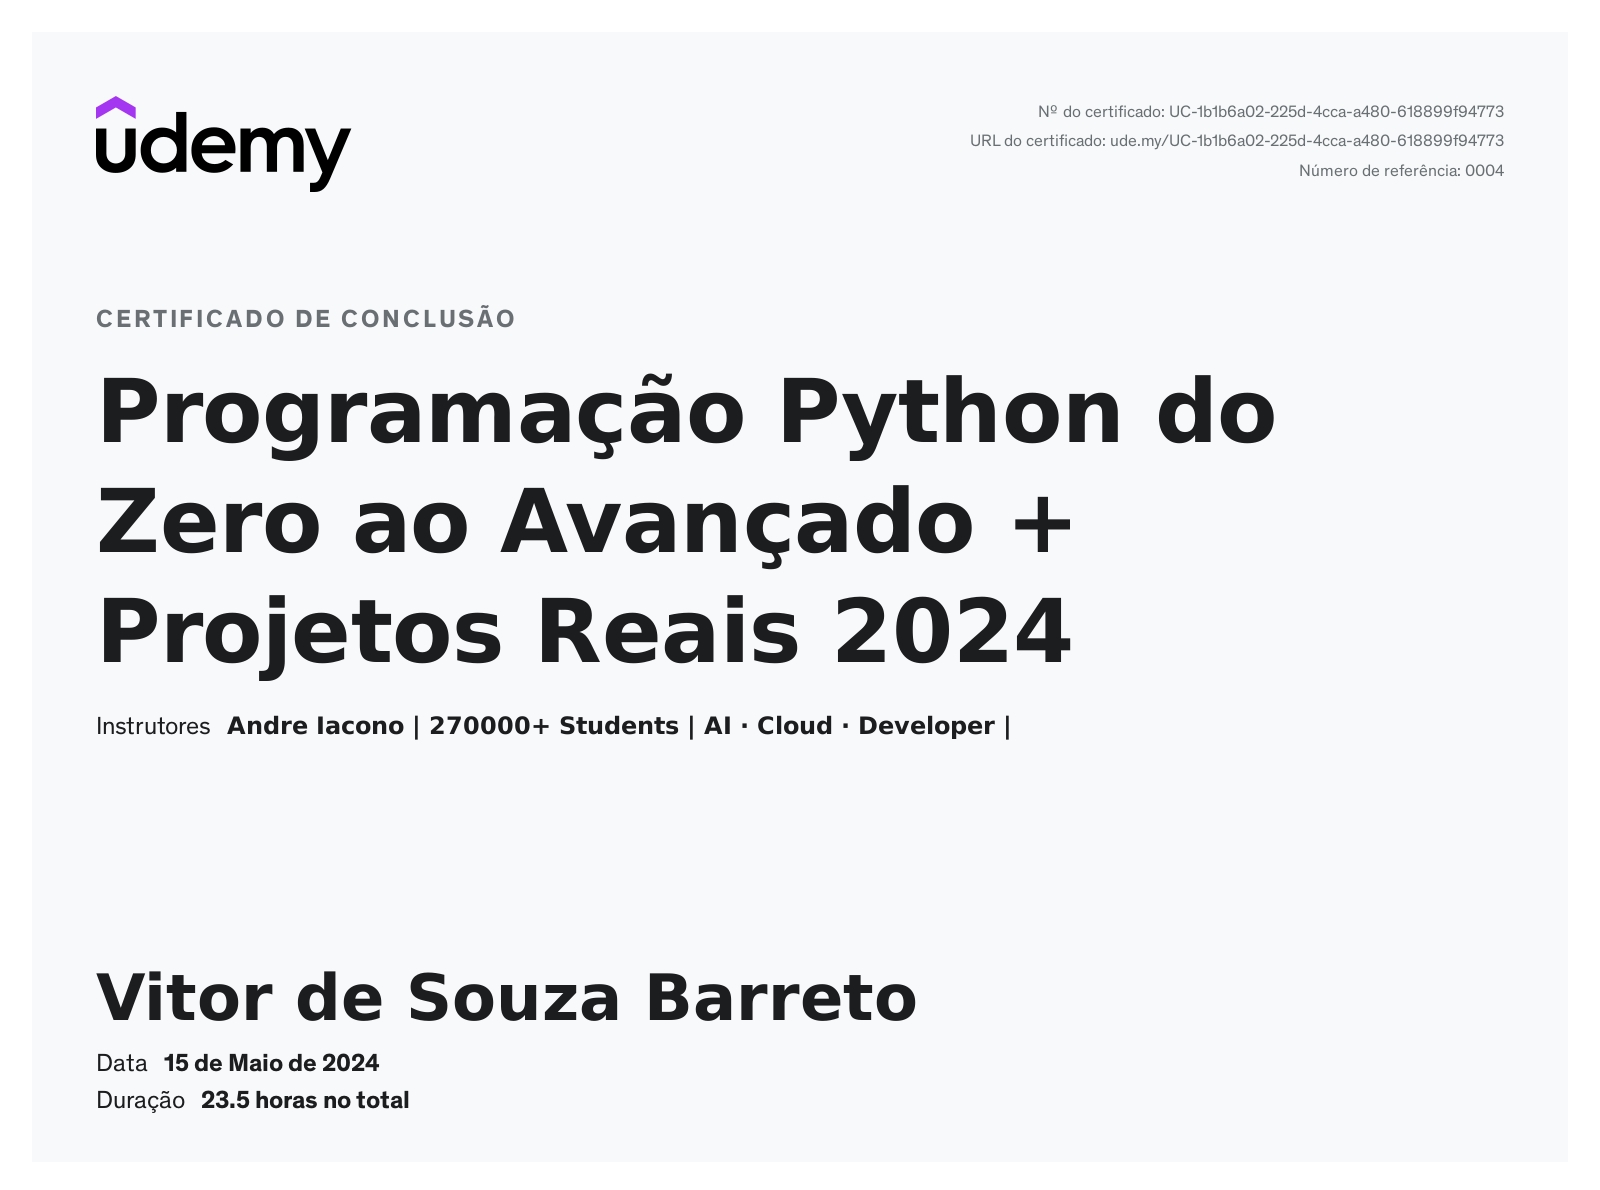 udemy
Nº do certificado: UC-1b1b6a02-225d-4cca-a480-618899f94773
URL do certificado: ude.my/UC-1b1b6a02-225d-4cca-a480-618899f94773
Número de referência: 0004
CERTIFICADO DE CONCLUSÃO
Programação Python do
Zero ao Avançado +
Projetos Reais 2024
Instrutores Andre Iacono | 270000+ Students | AI · Cloud · Developer |
Vitor de Souza Barreto
Data 15 de Maio de 2024
Duração 23.5 horas no total